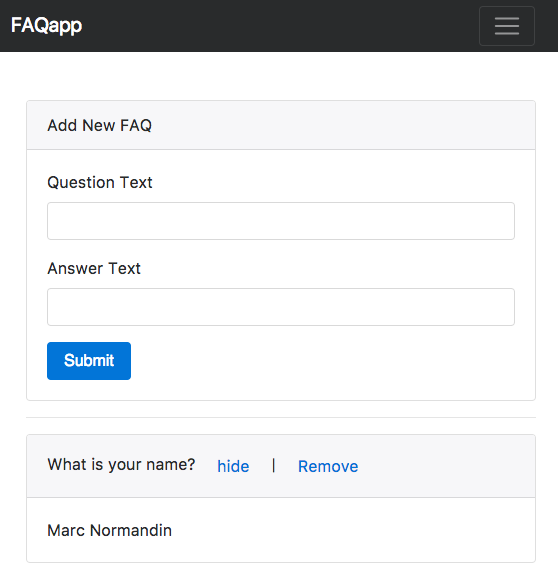 FAQapp
Add New FAQ
Question Text
Answer Text
Submit
What is your name? hide | Remove
Marc Normandin